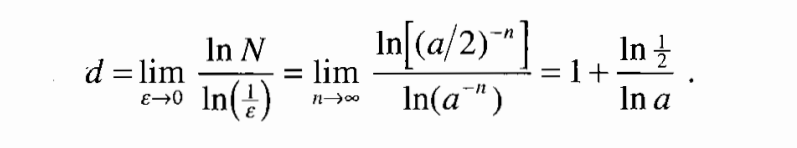 d = lim_{ε→0} ln N / ln(1/ε) = lim_{n→∞} ln[(a/2)^{-n}] / ln(a^{-n}) = 1 + ln ½ / ln a .